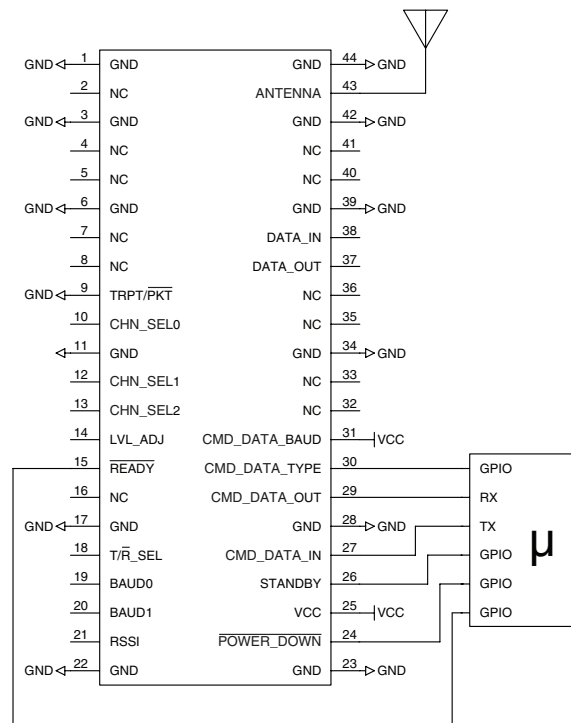 GND 1 GND GND 44 GND
2 NC ANTENNA 43
GND 3 GND GND 42 GND
4 NC NC 41
5 NC NC 40
GND 6 GND GND 39 GND
7 NC DATA_IN 38
8 NC DATA_OUT 37
GND 9 TRPT/PKT NC 36
10 CHN_SEL0 NC 35
11 GND GND 34 GND
12 CHN_SEL1 NC 33
13 CHN_SEL2 NC 32
14 LVL_ADJ CMD_DATA_BAUD 31 VCC
15 READY CMD_DATA_TYPE 30 GPIO
16 NC CMD_DATA_OUT 29 RX
GND 17 GND GND 28 GND TX
18 T/R_SEL CMD_DATA_IN 27 GPIO
19 BAUD0 STANDBY 26 GPIO
20 BAUD1 VCC 25 VCC GPIO
21 RSSI POWER_DOWN 24
GND 22 GND GND 23 GND
µ